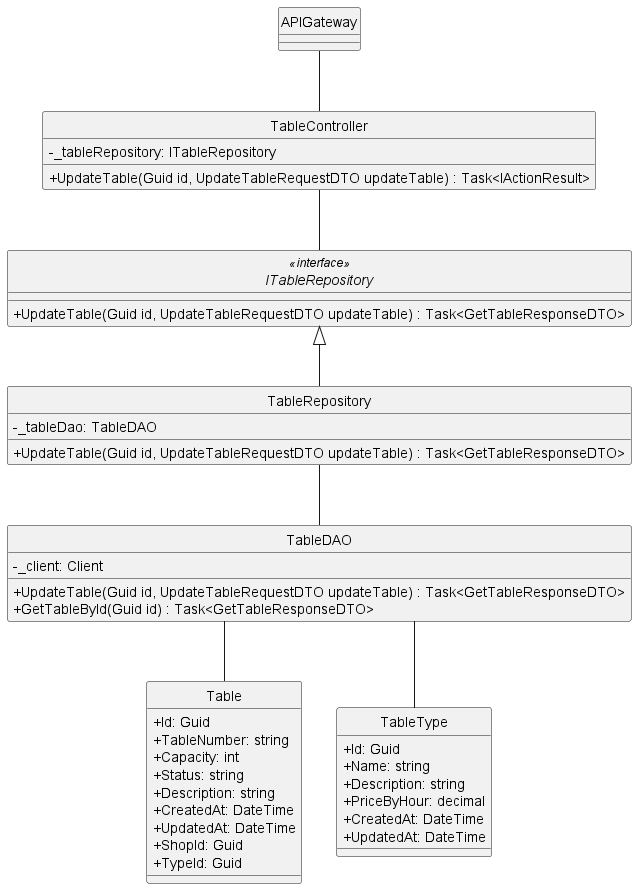 APIGateway
TableController
-_tableRepository: ITableRepository
+UpdateTable(Guid id, UpdateTableRequestDTO updateTable) : Task<IActionResult>
«interface»
ITableRepository
+UpdateTable(Guid id, UpdateTableRequestDTO updateTable) : Task<GetTableResponseDTO>
TableRepository
-_tableDao: TableDAO
+UpdateTable(Guid id, UpdateTableRequestDTO updateTable) : Task<GetTableResponseDTO>
TableDAO
-_client: Client
+UpdateTable(Guid id, UpdateTableRequestDTO updateTable) : Task<GetTableResponseDTO>
+GetTableById(Guid id) : Task<GetTableResponseDTO>
Table
+Id: Guid
+TableNumber: string
+Capacity: int
+Status: string
+Description: string
+CreatedAt: DateTime
+UpdatedAt: DateTime
+ShopId: Guid
+TypeId: Guid
TableType
+Id: Guid
+Name: string
+Description: string
+PriceByHour: decimal
+CreatedAt: DateTime
+UpdatedAt: DateTime